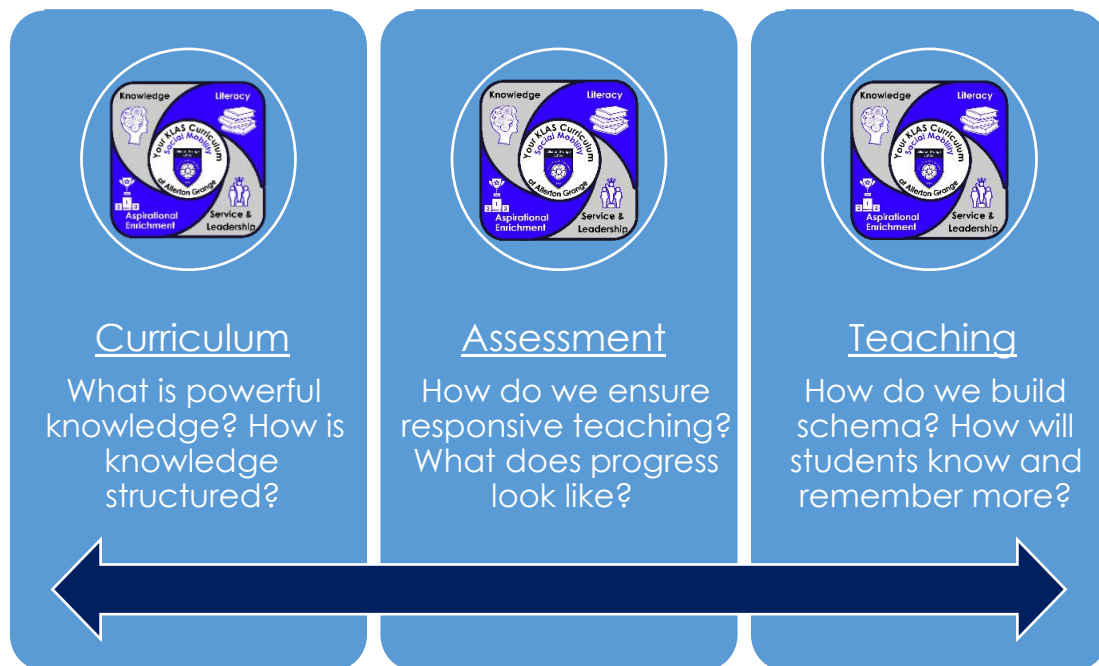 Knowledge
Literacy
Your KLAS Curriculum
Social Mobility
at Allerton Grange
Aspirational
Enrichment
Service &
Leadership
Curriculum
What is powerful
knowledge? How is
knowledge
structured?
Knowledge
Literacy
Your KLAS Curriculum
Social Mobility
at Allerton Grange
Aspirational
Enrichment
Service &
Leadership
Assessment
How do we ensure
responsive teaching?
What does progress
look like?
Knowledge
Literacy
Your KLAS Curriculum
Social Mobility
at Allerton Grange
Aspirational
Enrichment
Service &
Leadership
Teaching
How do we build
schema? How will
students know and
remember more?